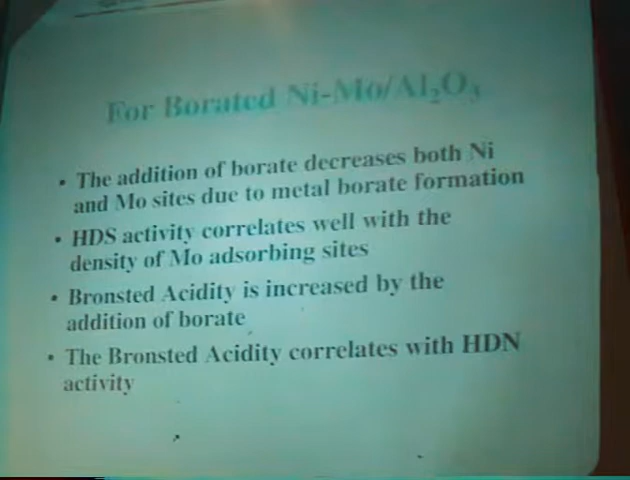 For Borated Ni-Mo/Al₂O₃
• The addition of borate decreases both Ni
and Mo sites due to metal borate formation
• HDS activity correlates well with the
density of Mo adsorbing sites
• Bronsted Acidity is increased by the
addition of borate
• The Bronsted Acidity correlates with HDN
activity